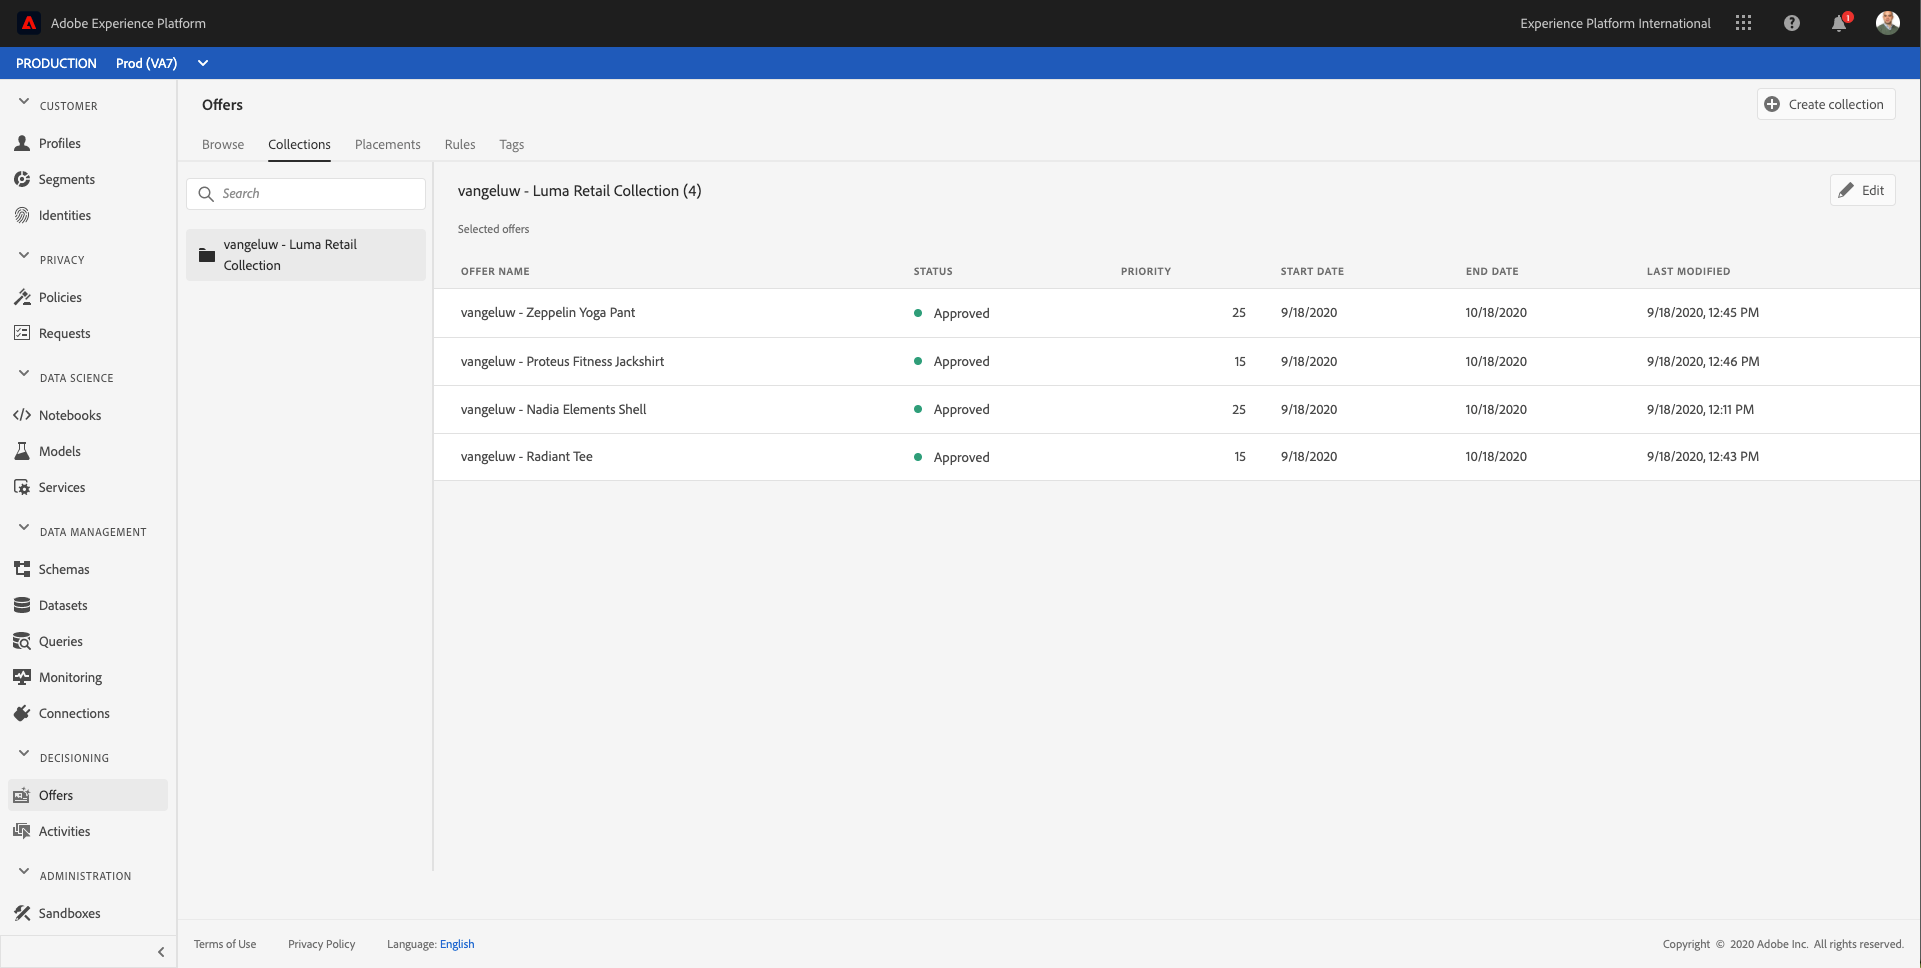 Adobe Experience Platform
Experience Platform International
1
PRODUCTION Prod (VA7)
CUSTOMER
Profiles
Segments
Identities
PRIVACY
Policies
Requests
DATA SCIENCE
Notebooks
Models
Services
DATA MANAGEMENT
Schemas
Datasets
Queries
Monitoring
Connections
DECISIONING
Offers
Activities
ADMINISTRATION
Sandboxes
Offers
Create collection
Browse Collections Placements Rules Tags
Search
vangeluw - Luma Retail
Collection
vangeluw - Luma Retail Collection (4)
Edit
Selected offers
OFFER NAME STATUS PRIORITY START DATE END DATE LAST MODIFIED
vangeluw - Zeppelin Yoga Pant Approved 25 9/18/2020 10/18/2020 9/18/2020, 12:45 PM
vangeluw - Proteus Fitness Jackshirt Approved 15 9/18/2020 10/18/2020 9/18/2020, 12:46 PM
vangeluw - Nadia Elements Shell Approved 25 9/18/2020 10/18/2020 9/18/2020, 12:11 PM
vangeluw - Radiant Tee Approved 15 9/18/2020 10/18/2020 9/18/2020, 12:43 PM
Terms of Use Privacy Policy Language: English
Copyright © 2020 Adobe Inc. All rights reserved.